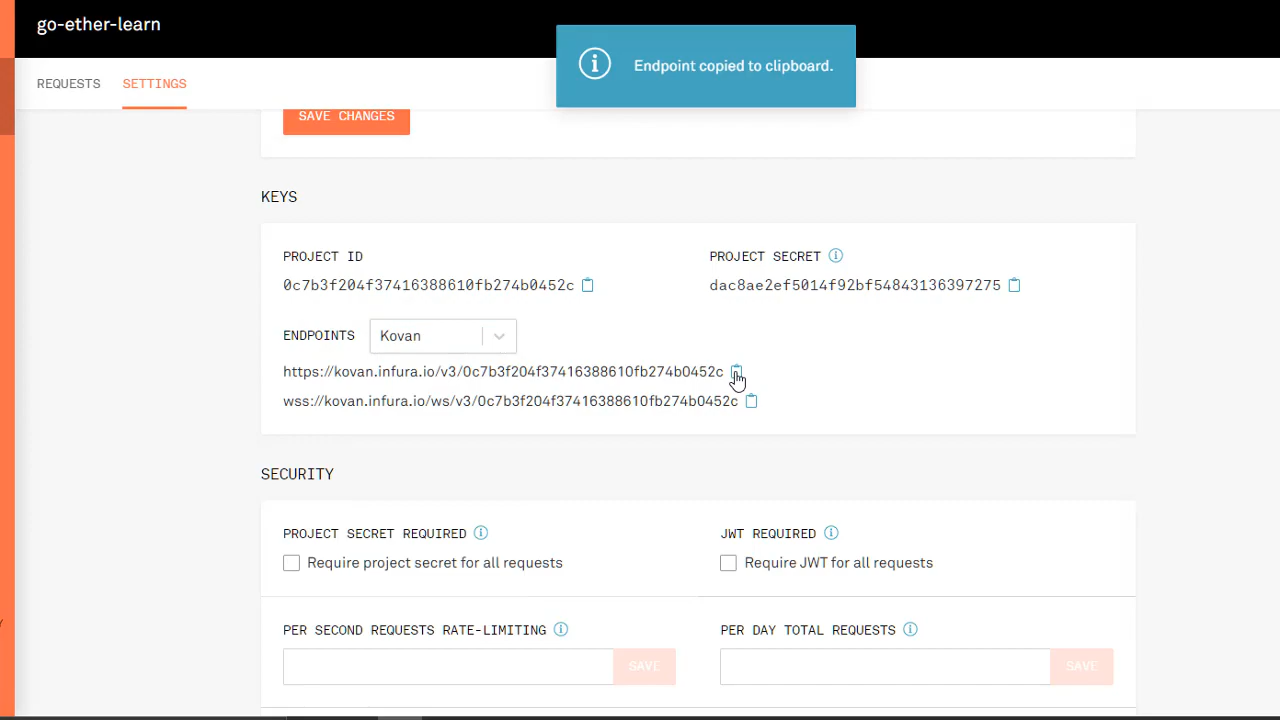 go-ether-learn
Endpoint copied to clipboard.
REQUESTS SETTINGS
SAVE CHANGES
KEYS
PROJECT ID PROJECT SECRET
0c7b3f204f37416388610fb274b0452c dac8ae2ef5014f92bf54843136397275
ENDPOINTS Kovan
https://kovan.infura.io/v3/0c7b3f204f37416388610fb274b0452c
wss://kovan.infura.io/ws/v3/0c7b3f204f37416388610fb274b0452c
SECURITY
PROJECT SECRET REQUIRED JWT REQUIRED
Require project secret for all requests Require JWT for all requests
PER SECOND REQUESTS RATE-LIMITING PER DAY TOTAL REQUESTS
SAVE SAVE